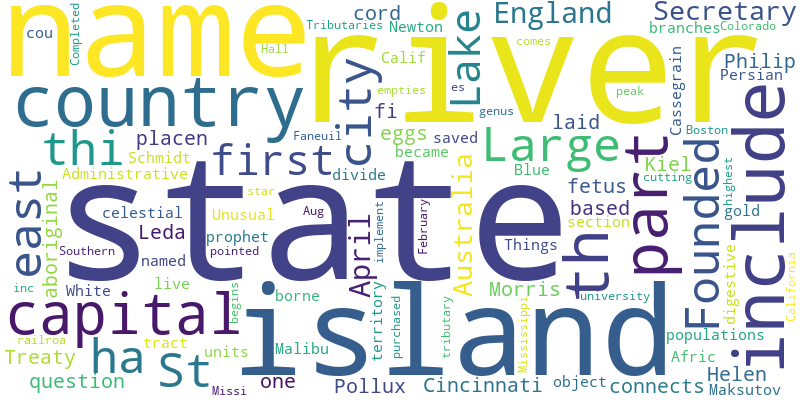 name
river
state
island
country
capital
include
part
th
Large
Founded
first
city
east
thi
ha
St
Lake
England
Secretary
cord
Tributaries
Newton
branches
Colorado
cou
Completed
Hall
Calif
comes
Philip
Persian
empties
es
peak
fi
genus
Cassegrain
Boston
placen
eggs
saved
laid
Faneuil
Schmidt
became
Blue
Kiel
cutting
highest
Administrative
divide
fetus
aboriginal
star
Australia
based
gold
celestial
Unusual
Aug
April
implement
February
section
Things
Leda
prophet
digestive
Southern
pointed
named
California
inc
White
live
borne
territory
purchased
tributary
Morris
university
begins
Mississippi
populations
railroa
tract
units
Malibu
Treaty
Afric
question
Missi
one
Pollux
Cincinnati
object
connects
Helen
Maksutov